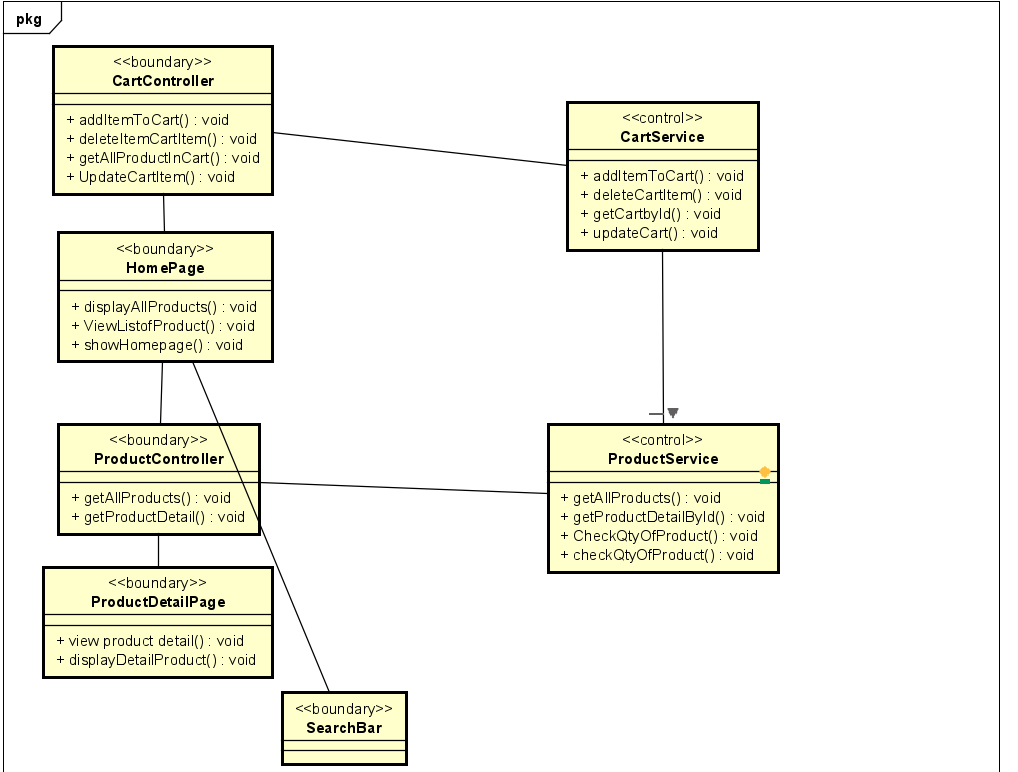 pkg
<<boundary>>
CartController
+ addItemToCart() : void
+ deleteItemCartItem() : void
+ getAllProductInCart() : void
+ UpdateCartItem() : void
<<control>>
CartService
+ addItemToCart() : void
+ deleteCartItem() : void
+ getCartbyId() : void
+ updateCart() : void
<<boundary>>
HomePage
+ displayAllProducts() : void
+ ViewListofProduct() : void
+ showHomepage() : void
<<boundary>>
ProductController
+ getAllProducts() : void
+ getProductDetail() : void
<<control>>
ProductService
+ getAllProducts() : void
+ getProductDetailById() : void
+ CheckQtyOfProduct() : void
+ checkQtyOfProduct() : void
<<boundary>>
ProductDetailPage
+ view product detail() : void
+ displayDetailProduct() : void
<<boundary>>
SearchBar